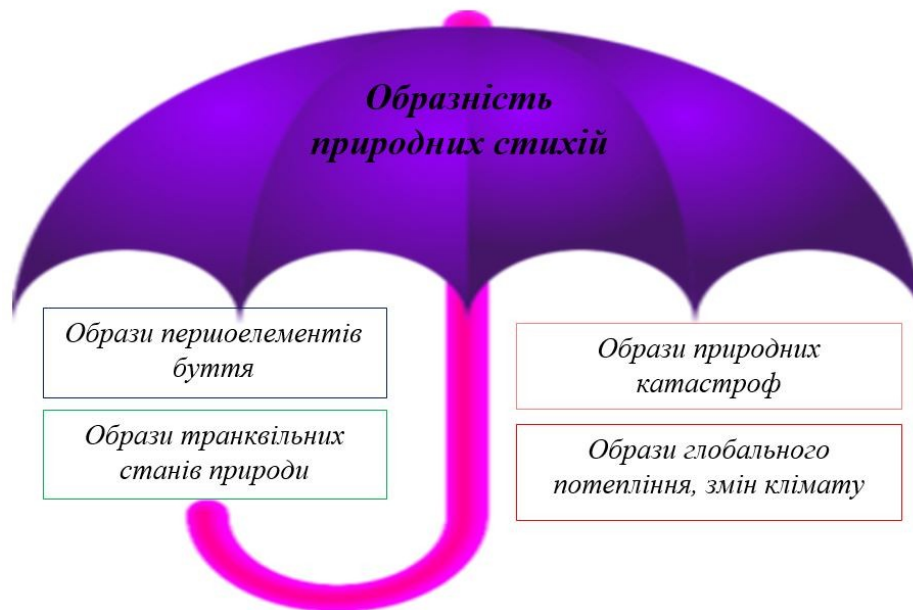 Образність
природних стихій
Образи першоелементів
буття
Образи транквільних
станів природи
Образи природних
катастроф
Образи глобального
потепління, змін клімату